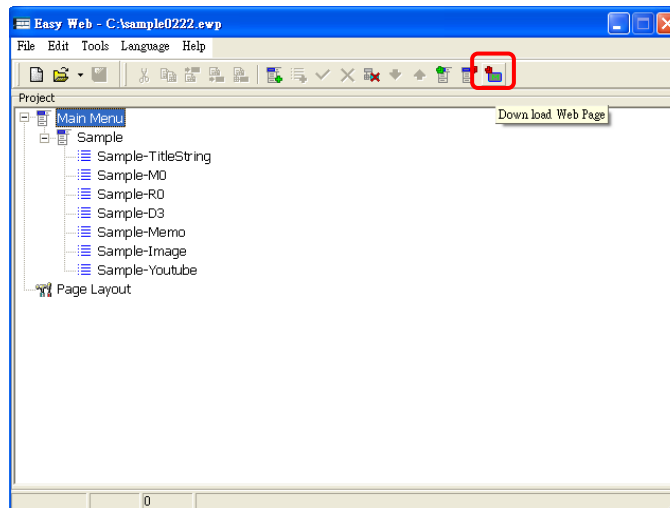 Easy Web - C:\sample0222.ewp
File Edit Tools Language Help
Project
Down load Web Page
Main Menu
Sample
Sample-TitleString
Sample-M0
Sample-R0
Sample-D3
Sample-Memo
Sample-Image
Sample-Youtube
Page Layout
0